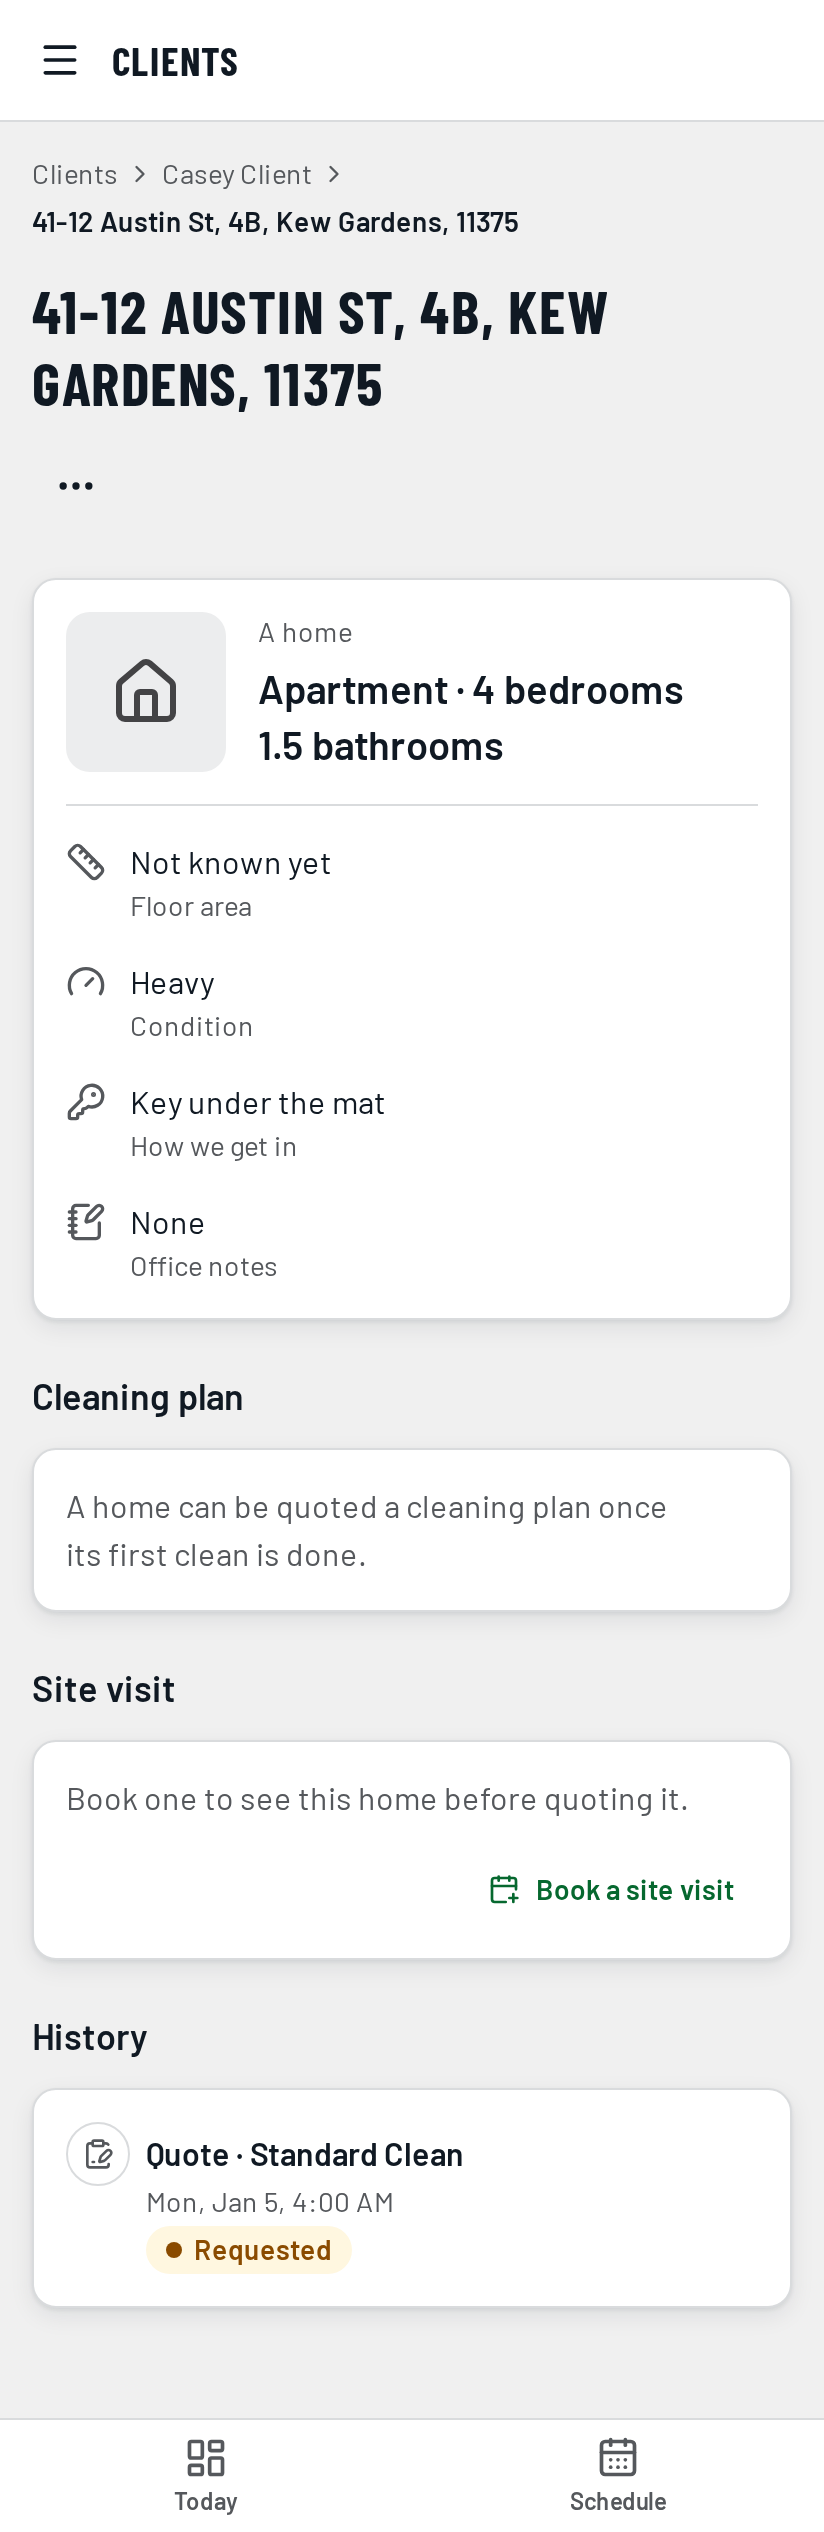 CLIENTS
Clients > Casey Client >
41-12 Austin St, 4B, Kew Gardens, 11375
41-12 AUSTIN ST, 4B, KEW
GARDENS, 11375
...
A home
Apartment · 4 bedrooms
1.5 bathrooms
Not known yet
Floor area
Heavy
Condition
Key under the mat
How we get in
None
Office notes
Cleaning plan
A home can be quoted a cleaning plan once
its first clean is done.
Site visit
Book one to see this home before quoting it.
Book a site visit
History
Quote · Standard Clean
Mon, Jan 5, 4:00 AM
Requested
Today
Schedule